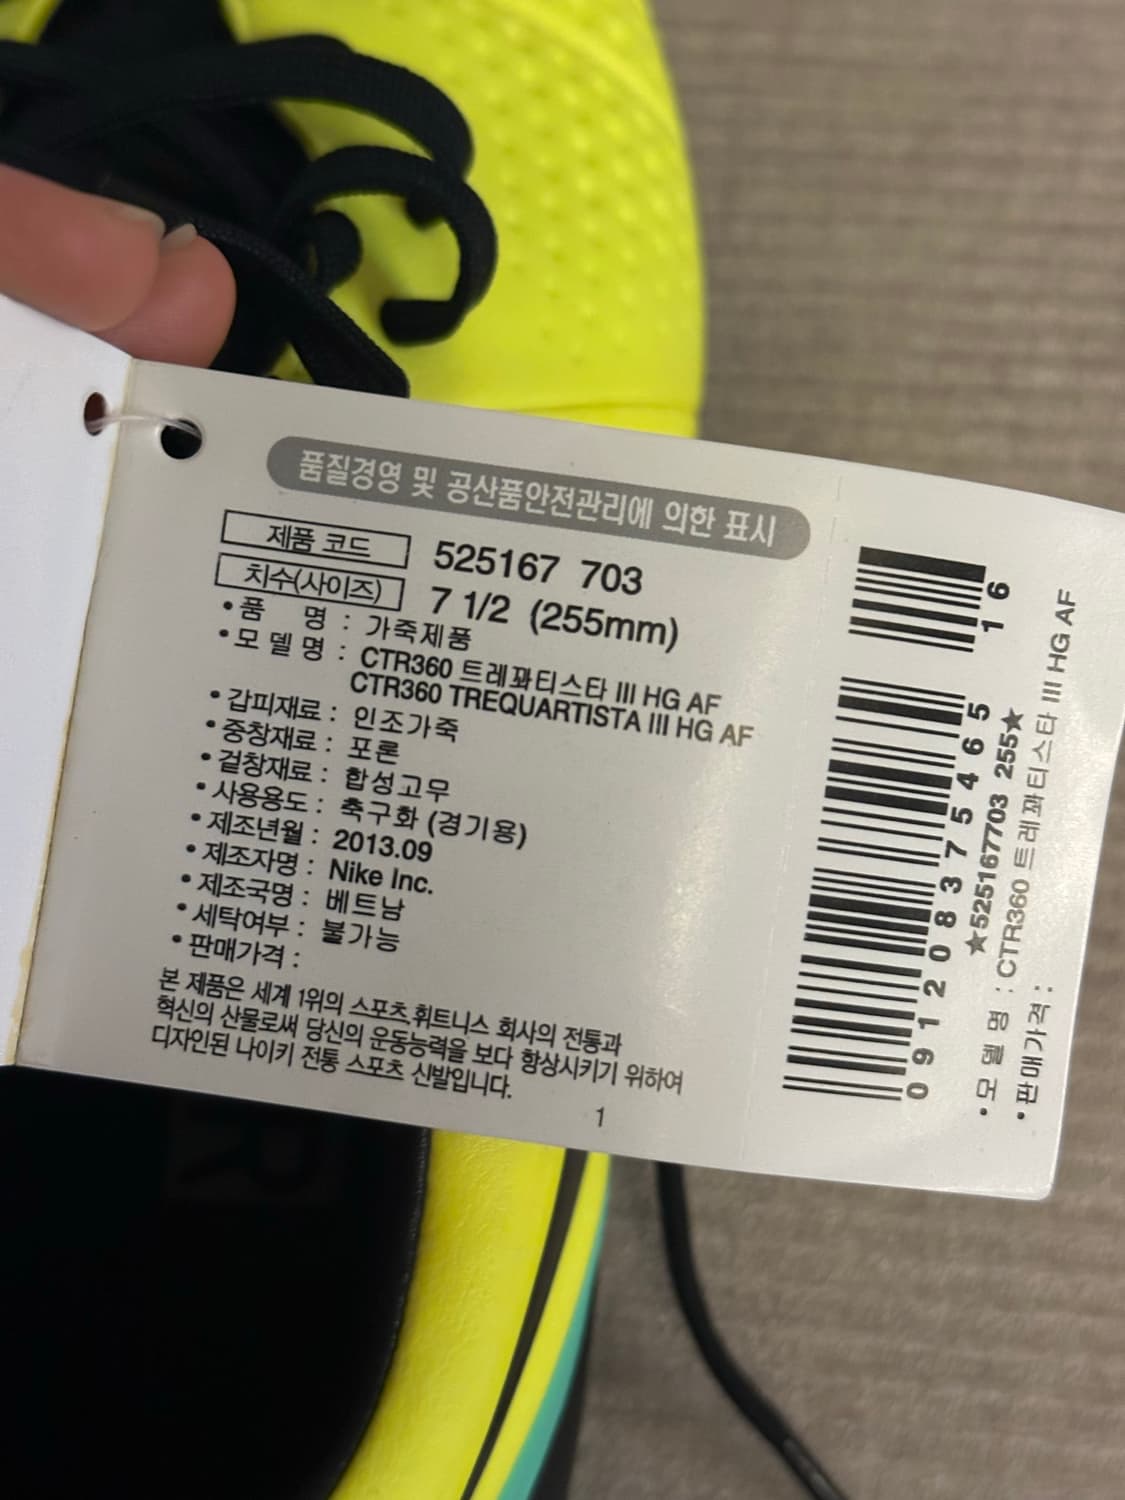 품질경영 및 공산품안전관리에 의한 표시
제품 코드 525167 703
치수(사이즈) 7 1/2 (255mm)
• 품 명 : 가죽제품
• 모 델 명 : CTR360 트레꽈티스타 III HG AF
CTR360 TREQUARTISTA III HG AF
• 갑피재료 : 인조가죽
• 중창재료 : 포론
• 겉창재료 : 합성고무
• 사용용도 : 축구화 (경기용)
• 제조년월 : 2013.09
• 제조자명 : Nike Inc.
• 제조국명 : 베트남
• 세탁여부 : 불가능
• 판매가격 :
본 제품은 세계 1위의 스포츠.휘트니스 회사의 전통과
혁신의 산물로써 당신의 운동능력을 보다 향상시키기 위하여
디자인된 나이키 전통 스포츠 신발입니다.
1
091208375465 16
★525167703 255★
• 모 델 명 : CTR360 트레꽈티스타 III HG AF
• 판매가격 :
R